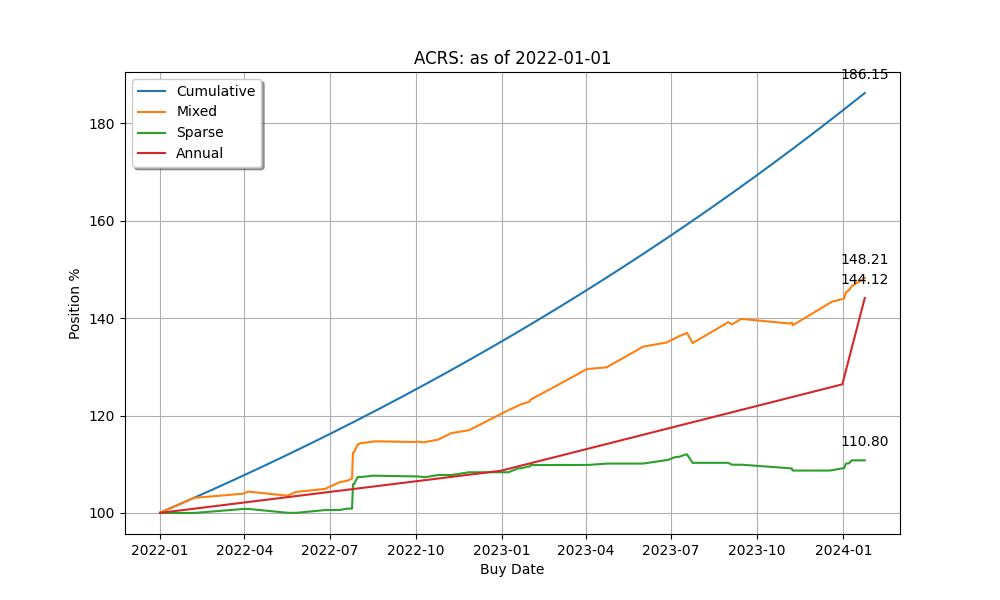 ACRS: as of 2022-01-01
186.15
Cumulative
Mixed
Sparse
Annual
180
160
148.21
144.12
140
120
110.80
100
Position %
2022-01 2022-04 2022-07 2022-10 2023-01 2023-04 2023-07 2023-10 2024-01
Buy Date